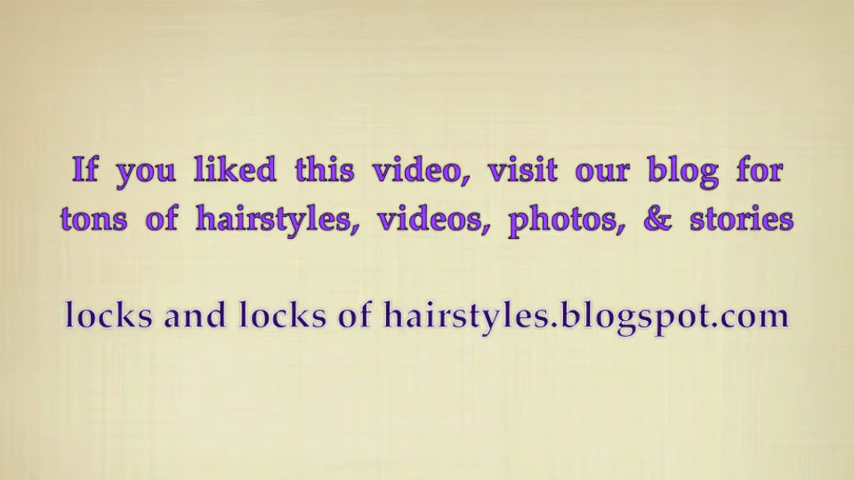 If you liked this video, visit our blog for
tons of hairstyles, videos, photos, & stories
locks and locks of hairstyles.blogspot.com